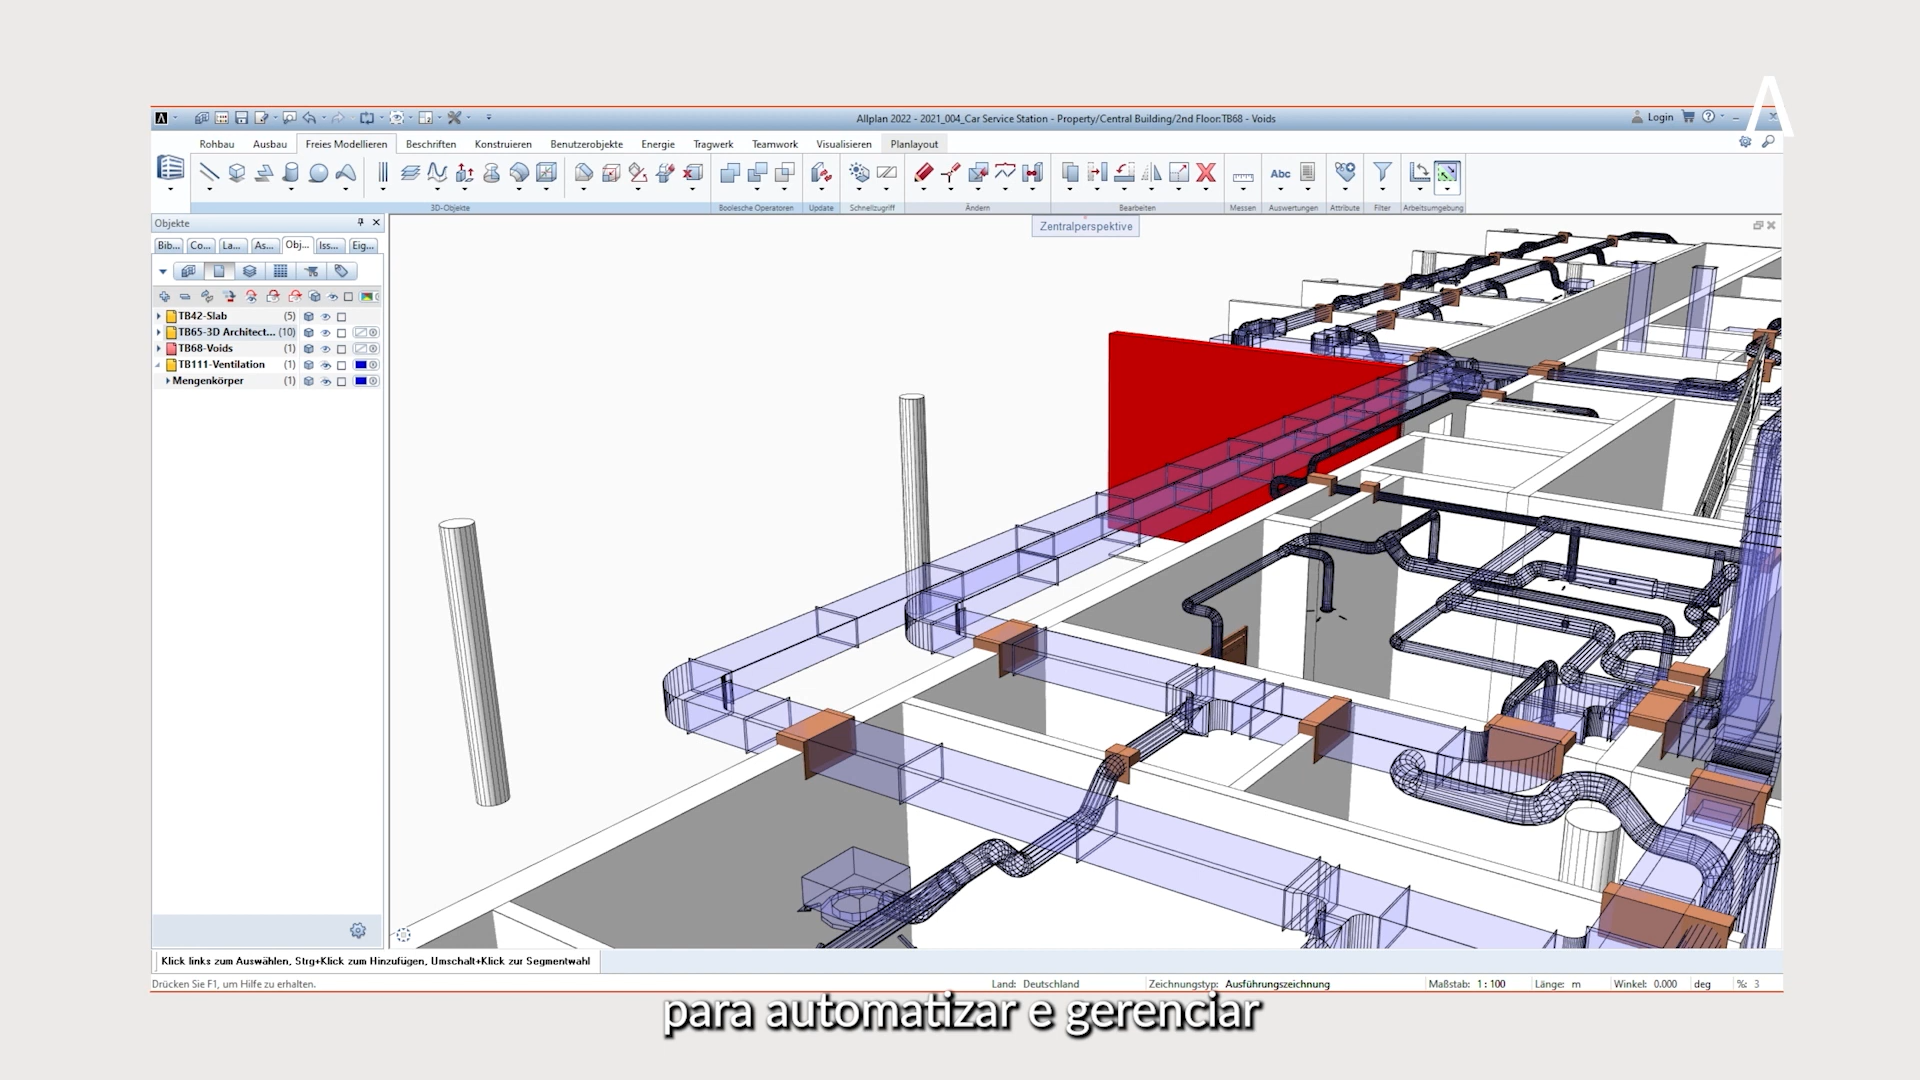 Allplan 2022 - 2021_004_Car Service Station - Property/Central Building/2nd Floor:TB68 - Voids
Login
Rohbau Ausbau Freies Modellieren Beschriften Konstruieren Benutzerobjekte Energie Tragwerk Teamwork Visualisieren Planlayout
Abc
3D-Objekte Boolesche Operatoren Update Schnellzugriff Ändern Bearbeiten Messen Auswertungen Attribute Filter Arbeitsumgebung
Objekte
Zentralperspektive
Bib... Co... La... As... Obj... Iss... Eig...
TB42-Slab (5)
TB65-3D Architect... (10)
TB68-Voids (1)
TB111-Ventilation (1)
Mengenkörper (1)
Klick links zum Auswählen, Strg+Klick zum Hinzufügen, Umschalt+Klick zur Segmentwahl
Drücken Sie F1, um Hilfe zu erhalten. Land: Deutschland Zeichnungstyp: Ausführungszeichnung Maßstab: 1 : 100 Länge: m Winkel: 0.000 deg %: 3
para automatizar e gerenciar